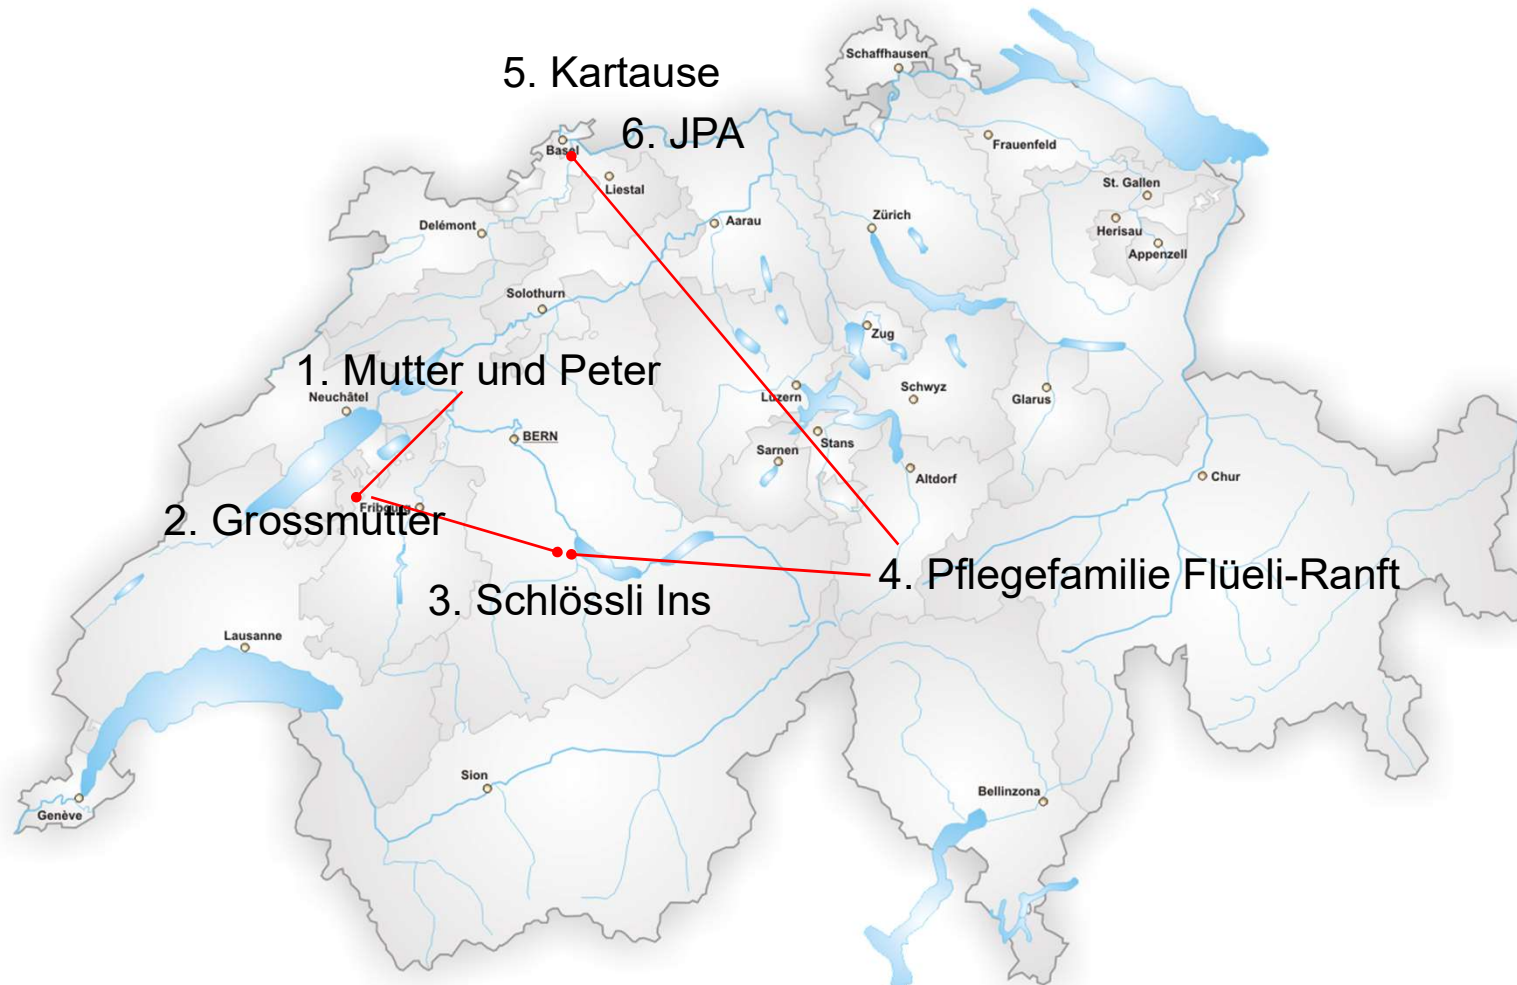 Schaffhausen
5. Kartause
6. JPA
Basel
Frauenfeld
Liestal
St. Gallen
Delémont
Aarau
Zürich
Herisau
Appenzell
Solothurn
Zug
1. Mutter und Peter
Neuchâtel
Luzern
Schwyz
Glarus
BERN
Stans
Sarnen
Altdorf
Chur
Fribourg
2. Grossmutter
4. Pflegefamilie Flüeli-Ranft
3. Schlössli Ins
Lausanne
Sion
Bellinzona
Genève